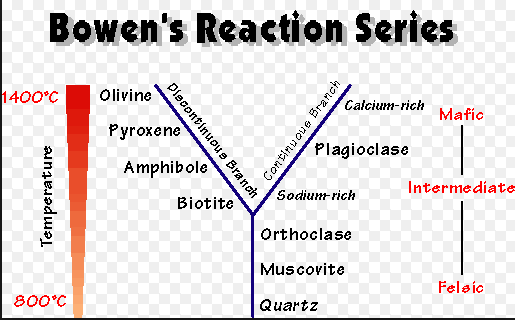 Bowen's Reaction Series
1400°C
Olivine
Discontinuous Branch
Continuous Branch
Calcium-rich
Mafic
Pyroxene
Plagioclase
Amphibole
Temperature
Biotite
Sodium-rich
Intermediate
Orthoclase
Muscovite
Felsic
800°C
Quartz